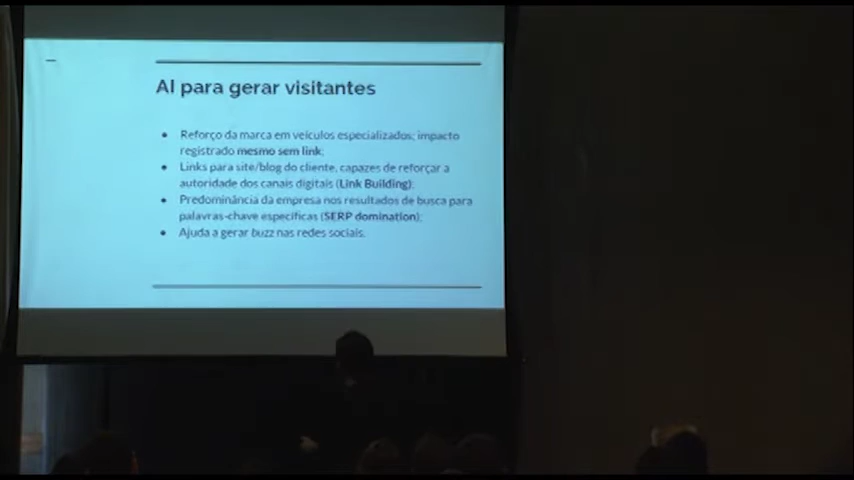 AI para gerar visitantes
● Reforço da marca em veículos especializados; impacto
registrado mesmo sem link;
● Links para site/blog do cliente, capazes de reforçar a
autoridade dos canais digitais (Link Building);
● Predominância da empresa nos resultados de busca para
palavras-chave específicas (SERP domination);
● Ajuda a gerar buzz nas redes sociais.